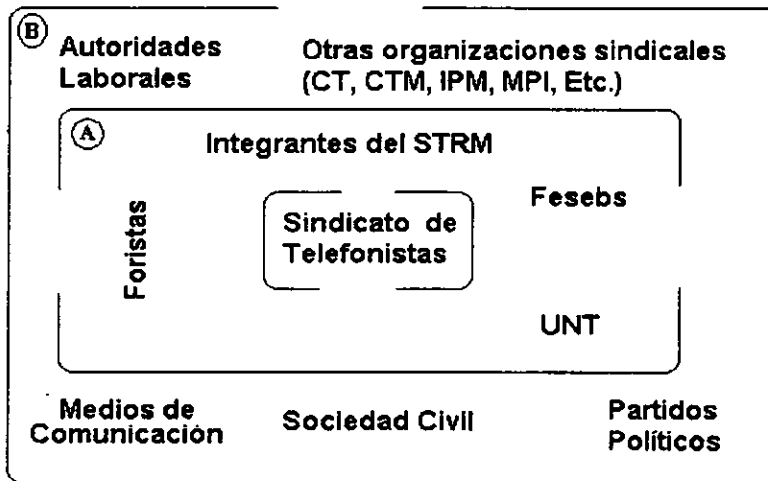 B
Autoridades
Laborales
Otras organizaciones sindicales
(CT, CTM, IPM, MPI, Etc.)
A
Integrantes del STRM
Foristas
Sindicato de
Telefonistas
Fesebs
UNT
Medios de
Comunicación
Sociedad Civil
Partidos
Políticos